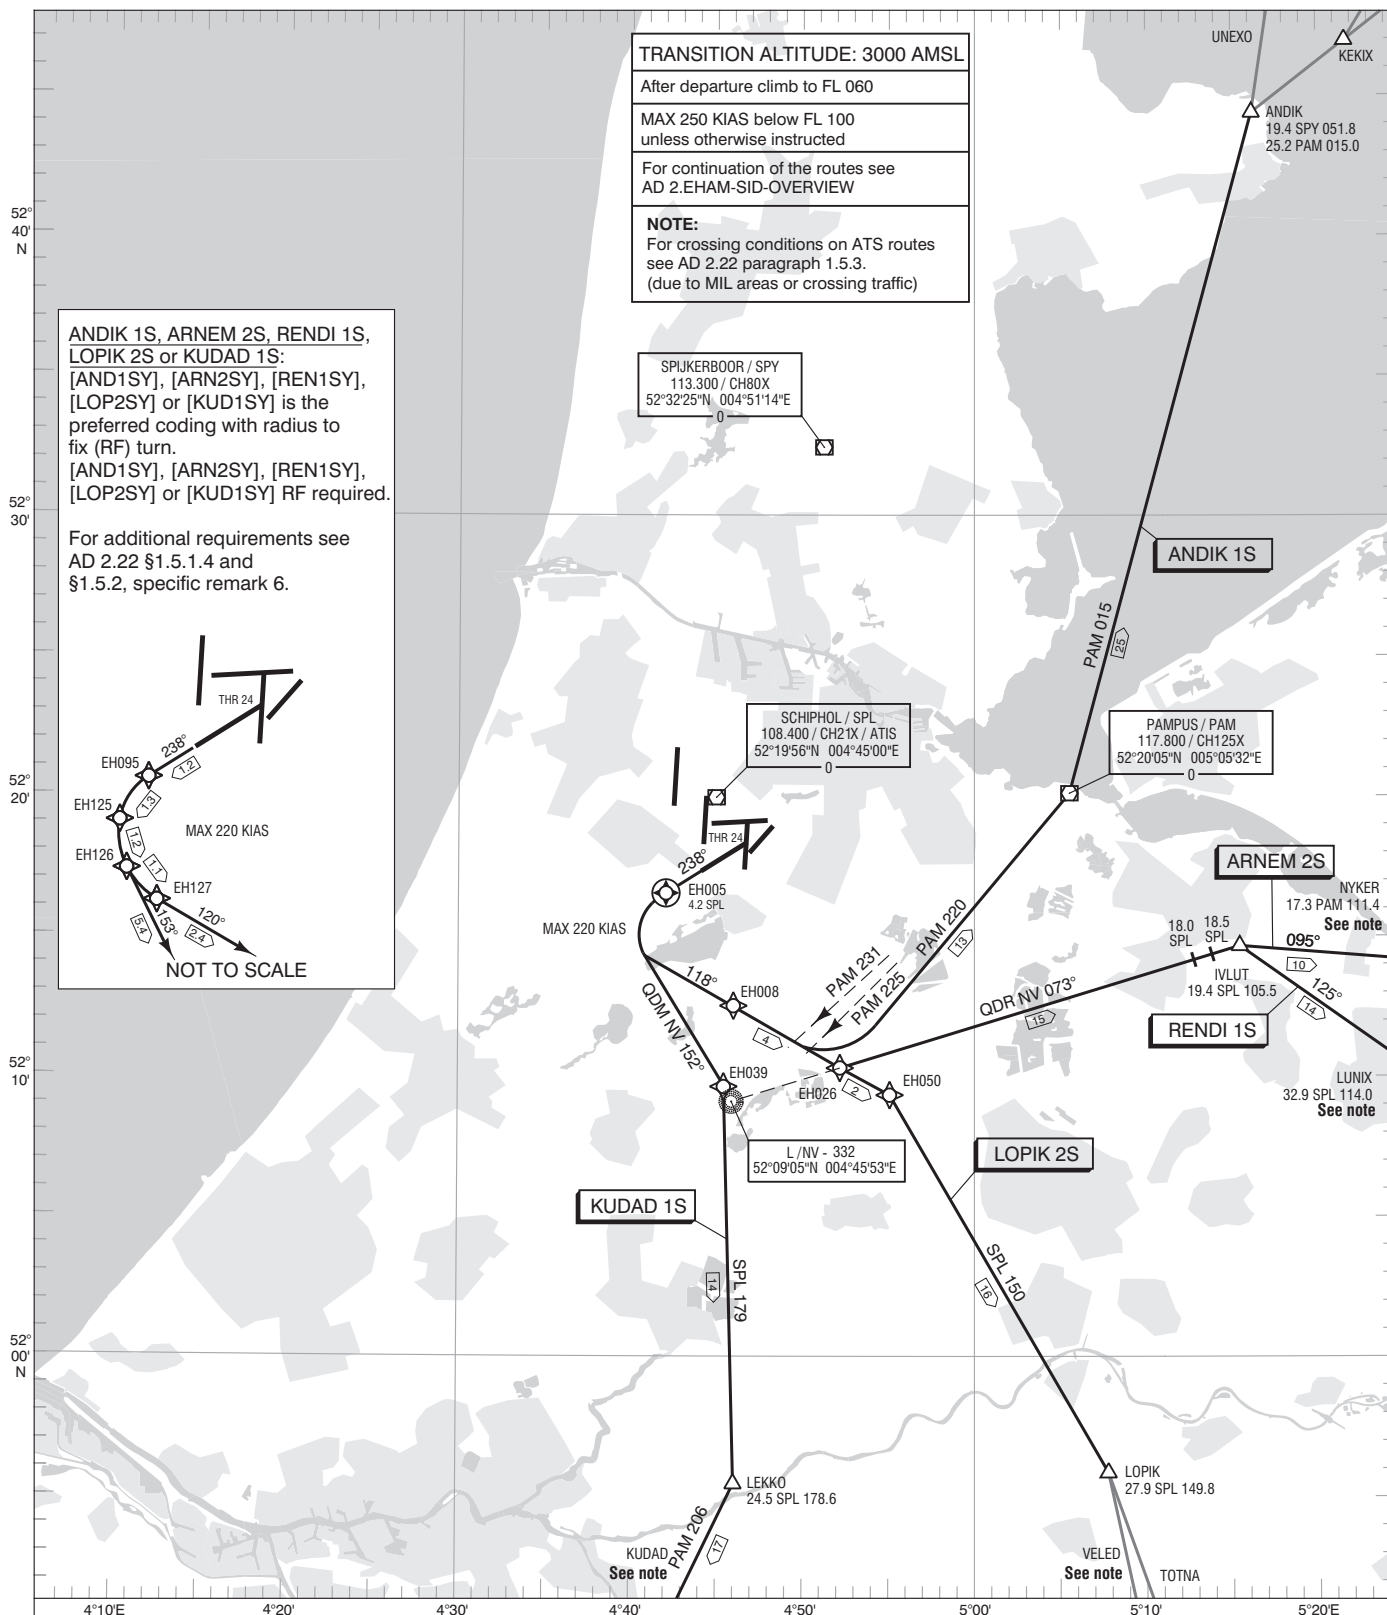 UNEXO
KEKIX
TRANSITION ALTITUDE: 3000 AMSL
After departure climb to FL 060
MAX 250 KIAS below FL 100
unless otherwise instructed
For continuation of the routes see
AD 2.EHAM-SID-OVERVIEW
NOTE:
For crossing conditions on ATS routes
see AD 2.22 paragraph 1.5.3.
(due to MIL areas or crossing traffic)
ANDIK
19.4 SPY 051.8
25.2 PAM 015.0
52°
40'
N
ANDIK 1S, ARNEM 2S, RENDI 1S,
LOPIK 2S or KUDAD 1S:
[AND1SY], [ARN2SY], [REN1SY],
[LOP2SY] or [KUD1SY] is the
preferred coding with radius to
fix (RF) turn.
[AND1SY], [ARN2SY], [REN1SY],
[LOP2SY] or [KUD1SY] RF required.
For additional requirements see
AD 2.22 §1.5.1.4 and
§1.5.2, specific remark 6.
THR 24
238°
1.2
EH095
1.3
EH125
1.2
MAX 220 KIAS
EH126
1.1
EH127
120°
2.4
153°
5.4
NOT TO SCALE
SPIJKERBOOR / SPY
113.300 / CH80X
52°32'25"N 004°51'14"E
0
52°
30'
ANDIK 1S
PAM 015
25
SCHIPHOL / SPL
108.400 / CH21X / ATIS
52°19'56"N 004°45'00"E
0
PAMPUS / PAM
117.800 / CH125X
52°20'05"N 005°05'32"E
0
52°
20'
THR 24
238°
EH005
4.2 SPL
MAX 220 KIAS
ARNEM 2S
NYKER
17.3 PAM 111.4
See note
18.0
SPL
18.5
SPL
095°
10
IVLUT
19.4 SPL 105.5
125°
14
RENDI 1S
PAM 220
13
PAM 231
PAM 225
QDR NV 073°
15
118°
EH008
4
QDM NV 152°
52°
10'
EH039
EH026
2
EH050
LUNIX
32.9 SPL 114.0
See note
L /NV - 332
52°09'05"N 004°45'53"E
LOPIK 2S
KUDAD 1S
SPL 179
14
SPL 150
16
52°
00'
N
LEKKO
24.5 SPL 178.6
LOPIK
27.9 SPL 149.8
PAM 206
17
KUDAD
See note
VELED
See note
TOTNA
4°10'E
4°20'
4°30'
4°40'
4°50'
5°00'
5°10'
5°20'E